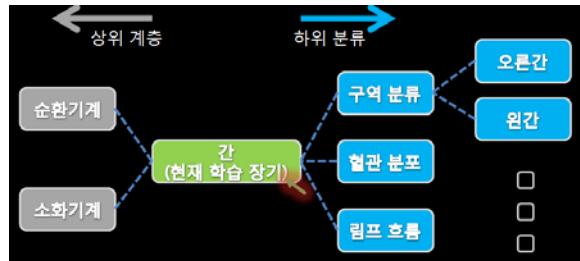 상위 계층
하위 분류
순환기계
소화기계
간
(현재 학습 장기)
구역 분류
혈관 분포
림프 흐름
오른간
왼간